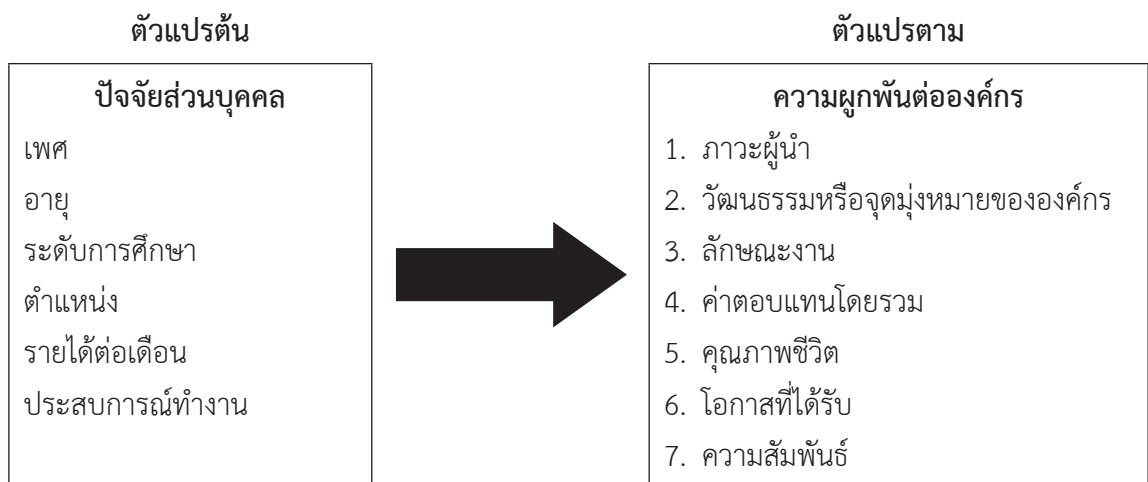 ตัวแปรต้น
ปัจจัยส่วนบุคคล
เพศ
อายุ
ระดับการศึกษา
ตำแหน่ง
รายได้ต่อเดือน
ประสบการณ์ทำงาน
ตัวแปรตาม
ความผูกพันต่อองค์กร
1. ภาวะผู้นำ
2. วัฒนธรรมหรือจุดมุ่งหมายขององค์กร
3. ลักษณะงาน
4. ค่าตอบแทนโดยรวม
5. คุณภาพชีวิต
6. โอกาสที่ได้รับ
7. ความสัมพันธ์